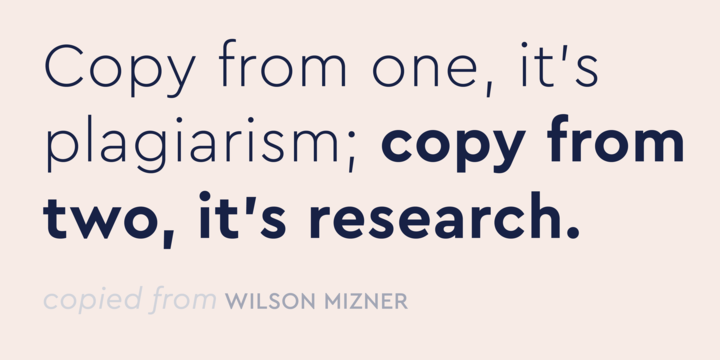 Copy from one, it's
plagiarism; copy from
two, it's research.
copied from WILSON MIZNER